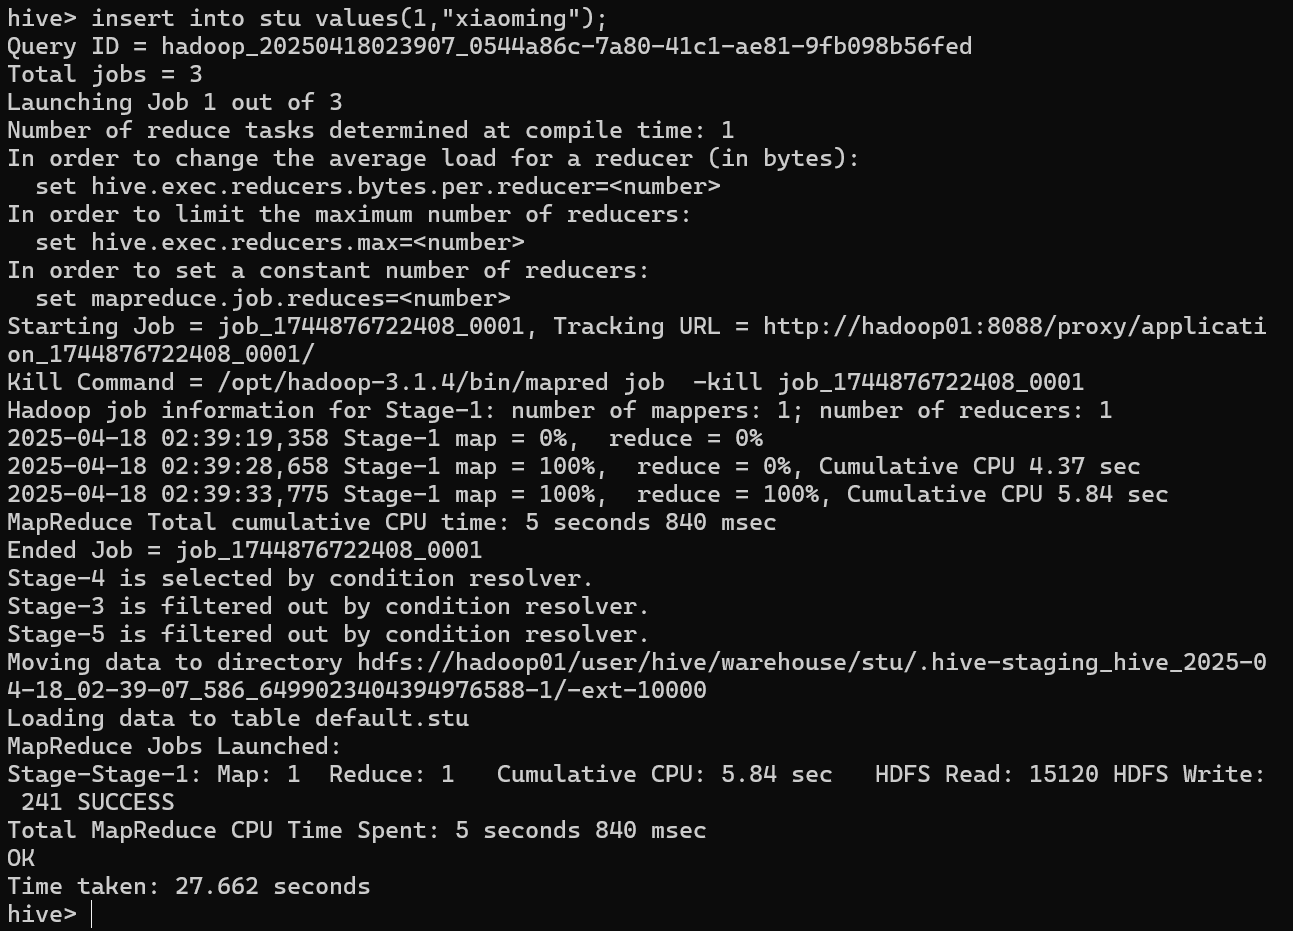 hive> insert into stu values(1,"xiaoming");
Query ID = hadoop_20250418023907_0544a86c-7a80-41c1-ae81-9fb098b56fed
Total jobs = 3
Launching Job 1 out of 3
Number of reduce tasks determined at compile time: 1
In order to change the average load for a reducer (in bytes):
  set hive.exec.reducers.bytes.per.reducer=<number>
In order to limit the maximum number of reducers:
  set hive.exec.reducers.max=<number>
In order to set a constant number of reducers:
  set mapreduce.job.reduces=<number>
Starting Job = job_1744876722408_0001, Tracking URL = http://hadoop01:8088/proxy/applicati
on_1744876722408_0001/
Kill Command = /opt/hadoop-3.1.4/bin/mapred job  -kill job_1744876722408_0001
Hadoop job information for Stage-1: number of mappers: 1; number of reducers: 1
2025-04-18 02:39:19,358 Stage-1 map = 0%,  reduce = 0%
2025-04-18 02:39:28,658 Stage-1 map = 100%,  reduce = 0%, Cumulative CPU 4.37 sec
2025-04-18 02:39:33,775 Stage-1 map = 100%,  reduce = 100%, Cumulative CPU 5.84 sec
MapReduce Total cumulative CPU time: 5 seconds 840 msec
Ended Job = job_1744876722408_0001
Stage-4 is selected by condition resolver.
Stage-3 is filtered out by condition resolver.
Stage-5 is filtered out by condition resolver.
Moving data to directory hdfs://hadoop01/user/hive/warehouse/stu/.hive-staging_hive_2025-0
4-18_02-39-07_586_6499023404394976588-1/-ext-10000
Loading data to table default.stu
MapReduce Jobs Launched:
Stage-Stage-1: Map: 1  Reduce: 1   Cumulative CPU: 5.84 sec   HDFS Read: 15120 HDFS Write:
 241 SUCCESS
Total MapReduce CPU Time Spent: 5 seconds 840 msec
OK
Time taken: 27.662 seconds
hive>